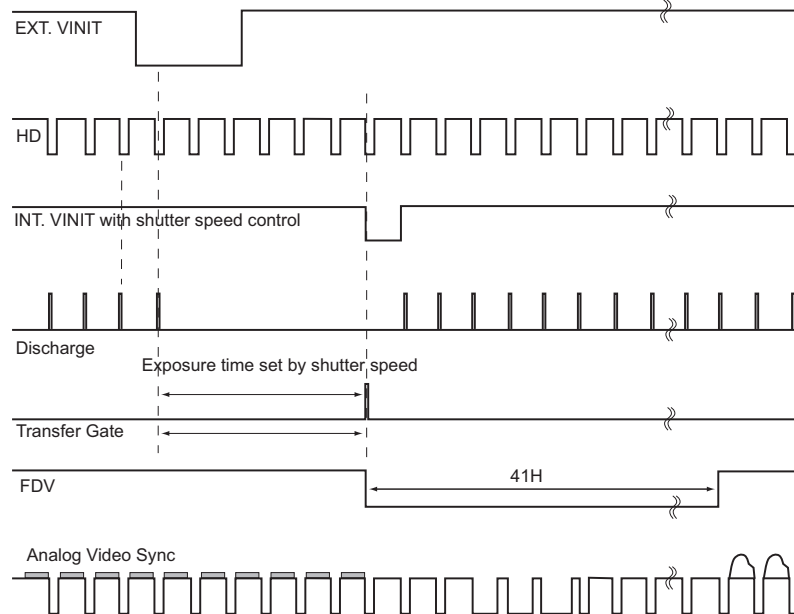 EXT. VINIT
HD
INT. VINIT with shutter speed control
Discharge
Exposure time set by shutter speed
Transfer Gate
FDV
41H
Analog Video Sync